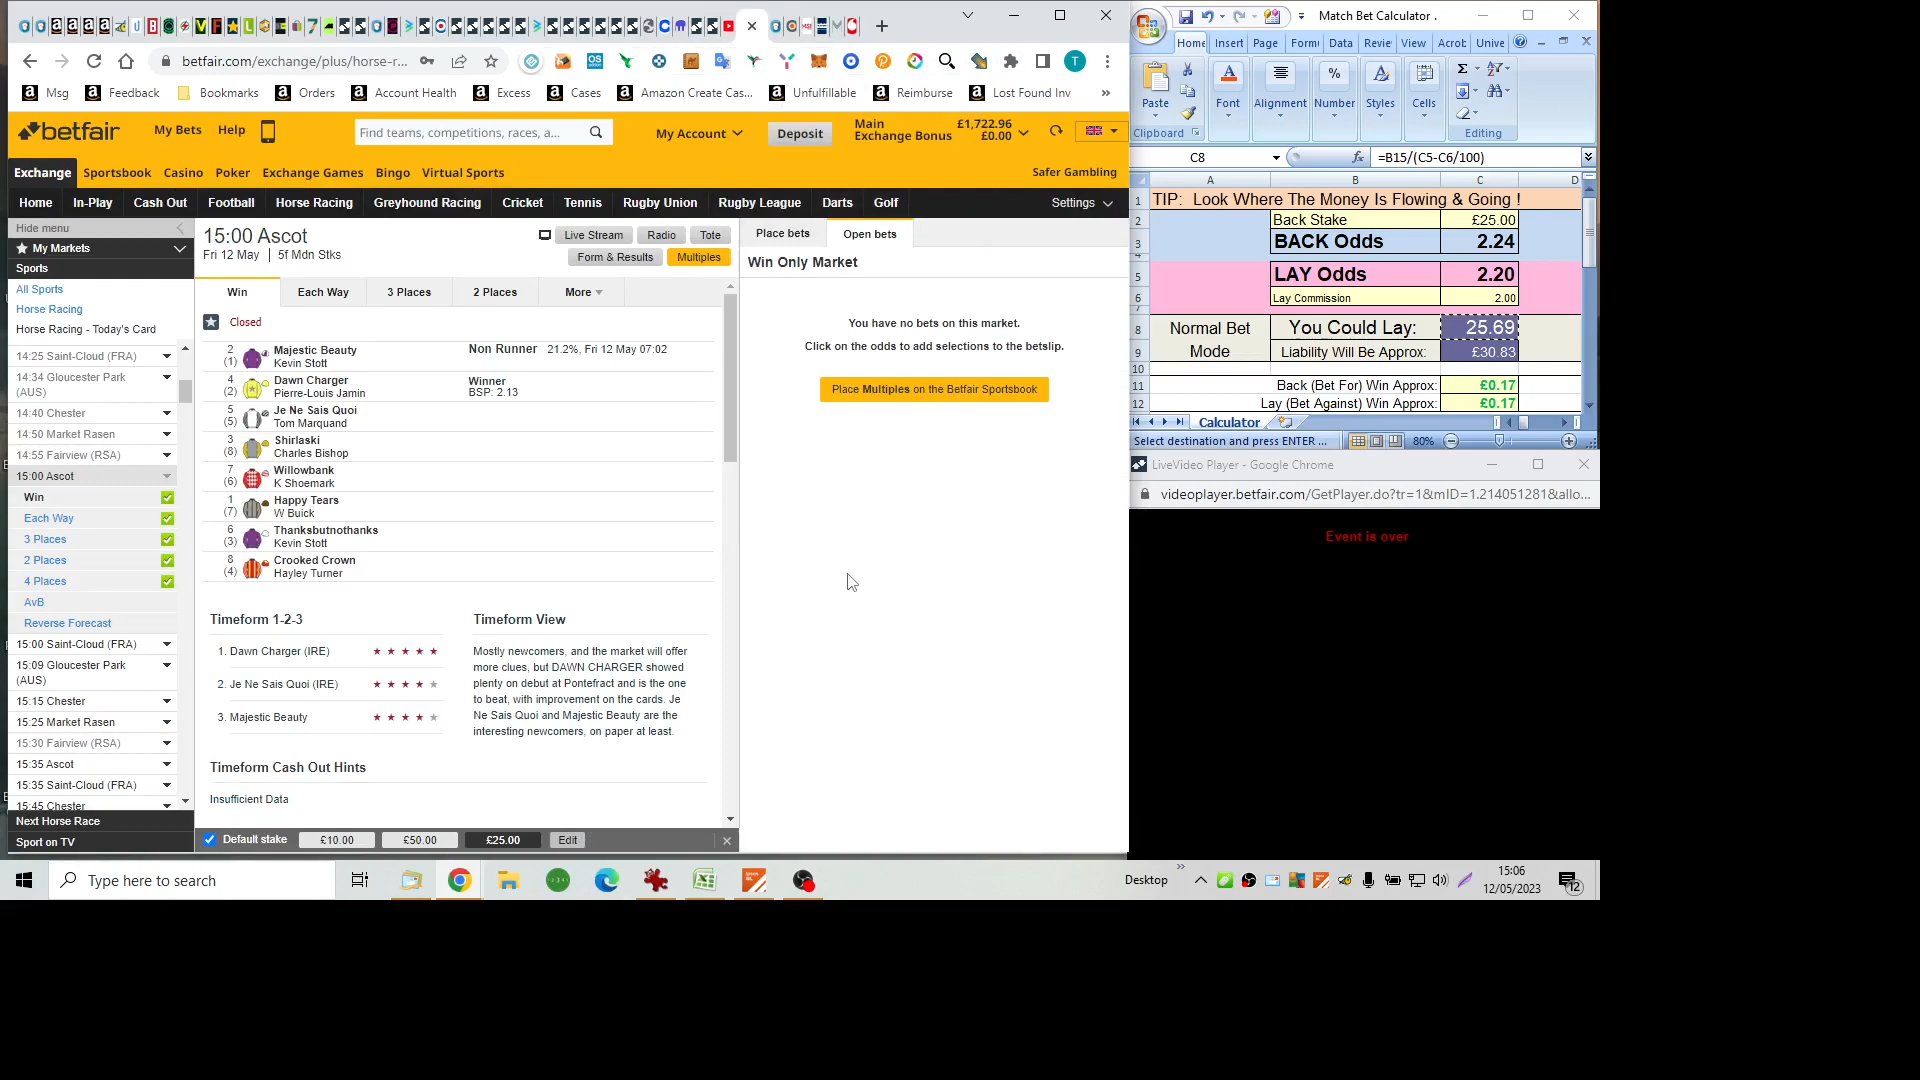 betfair.com/exchange/plus/horse-r...
Msg
Feedback
Bookmarks
Orders
Account Health
Excess
Cases
Amazon Create Cas...
Unfulfillable
Reimburse
Lost Found Inv
»
betfair
My Bets
Help
Find teams, competitions, races, a...
My Account
Deposit
Main £1,722.96
Exchange Bonus £0.00
Exchange
Sportsbook
Casino
Poker
Exchange Games
Bingo
Virtual Sports
Safer Gambling
Home
In-Play
Cash Out
Football
Horse Racing
Greyhound Racing
Cricket
Tennis
Rugby Union
Rugby League
Darts
Golf
Settings
Hide menu
My Markets
Sports
All Sports
Horse Racing
Horse Racing - Today's Card
14:25 Saint-Cloud (FRA)
14:34 Gloucester Park
(AUS)
14:40 Chester
14:50 Market Rasen
14:55 Fairview (RSA)
15:00 Ascot
Win
Each Way
3 Places
2 Places
4 Places
AvB
Reverse Forecast
15:00 Saint-Cloud (FRA)
15:09 Gloucester Park
(AUS)
15:15 Chester
15:25 Market Rasen
15:30 Fairview (RSA)
15:35 Ascot
15:35 Saint-Cloud (FRA)
15:45 Chester
Next Horse Race
Sport on TV
15:00 Ascot
Fri 12 May | 5f Mdn Stks
Live Stream
Radio
Tote
Form & Results
Multiples
Win
Each Way
3 Places
2 Places
More
Closed
2 Majestic Beauty Non Runner 21.2%, Fri 12 May 07:02
(1) Kevin Stott
4 Dawn Charger Winner
(2) Pierre-Louis Jamin BSP: 2.13
5 Je Ne Sais Quoi
(5) Tom Marquand
3 Shirlaski
(8) Charles Bishop
7 Willowbank
(6) K Shoemark
1 Happy Tears
(7) W Buick
6 Thanksbutnothanks
(3) Kevin Stott
8 Crooked Crown
(4) Hayley Turner
Timeform 1-2-3
1. Dawn Charger (IRE)
2. Je Ne Sais Quoi (IRE)
3. Majestic Beauty
Timeform View
Mostly newcomers, and the market will offer
more clues, but DAWN CHARGER showed
plenty on debut at Pontefract and is the one
to beat, with improvement on the cards. Je
Ne Sais Quoi and Majestic Beauty are the
interesting newcomers, on paper at least.
Timeform Cash Out Hints
Insufficient Data
Default stake
£10.00
£50.00
£25.00
Edit
Place bets
Open bets
Win Only Market
You have no bets on this market.
Click on the odds to add selections to the betslip.
Place Multiples on the Betfair Sportsbook
Match Bet Calculator .
Home
Insert
Page
Form
Data
Revie
View
Acrob
Unive
Paste
Font
Alignment
Number
Styles
Cells
Clipboard
Editing
C8
fx
=B15/(C5-C6/100)
A B C D
1 TIP: Look Where The Money Is Flowing & Going !
2 Back Stake £25.00
3 BACK Odds 2.24
4
5 LAY Odds 2.20
6 Lay Commission 2.00
7
8 Normal Bet You Could Lay: 25.69
9 Mode Liability Will Be Approx: £30.83
10
11 Back (Bet For) Win Approx: £0.17
12 Lay (Bet Against) Win Approx: £0.17
Calculator
Select destination and press ENTER ...
80%
LiveVideo Player - Google Chrome
videoplayer.betfair.com/GetPlayer.do?tr=1&mID=1.214051281&allo...
Event is over
Type here to search
Desktop
15:06
12/05/2023
12